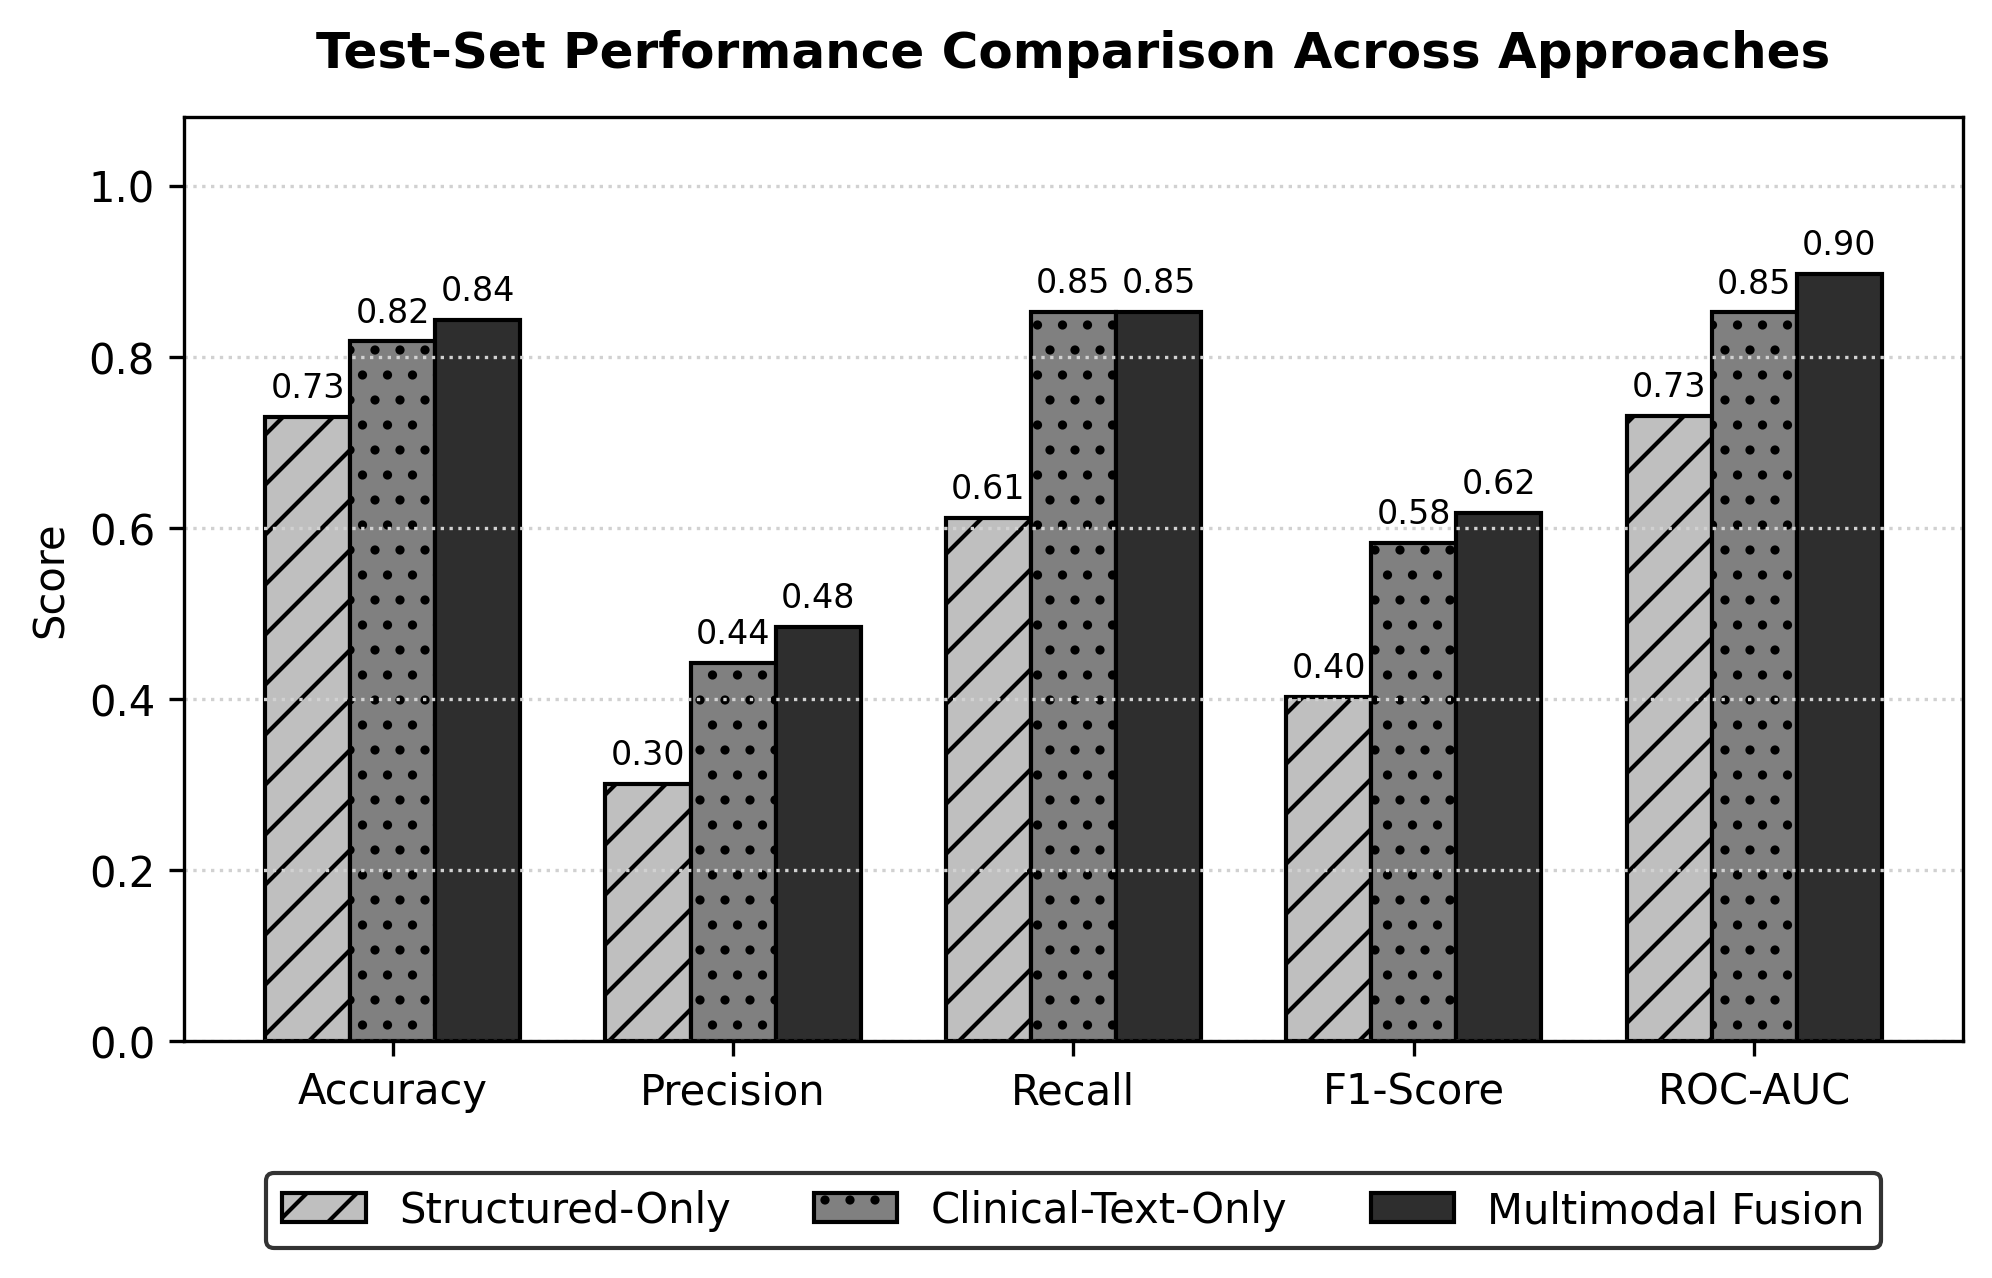 Test-Set Performance Comparison Across Approaches
1.0
0.8
0.6
0.4
0.2
0.0
Score
0.73 0.82 0.84
0.30 0.44 0.48
0.61 0.85 0.85
0.40 0.58 0.62
0.73 0.85 0.90
Accuracy Precision Recall F1-Score ROC-AUC
Structured-Only Clinical-Text-Only Multimodal Fusion